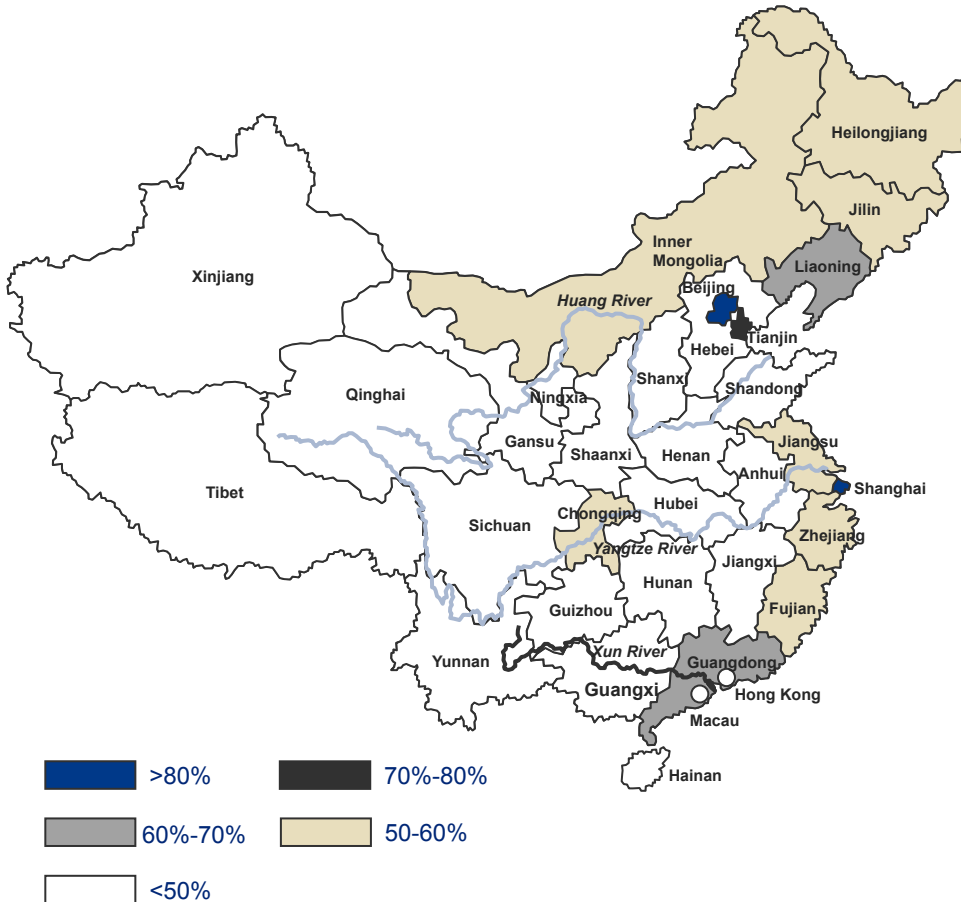 Heilongjiang
Jilin
Inner
Mongolia
Liaoning
Xinjiang
Beijing
Huang River
Tianjin
Hebei
Shanxi
Shandong
Qinghai
Ningxia
Gansu
Jiangsu
Shaanxi
Henan
Anhui
Tibet
Shanghai
Hubei
Chongqing
Sichuan
Zhejiang
Yangtze River
Jiangxi
Hunan
Guizhou
Fujian
Xun River
Yunnan
Guangdong
Guangxi
Hong Kong
Macau
Hainan
>80%
70%-80%
60%-70%
50-60%
<50%